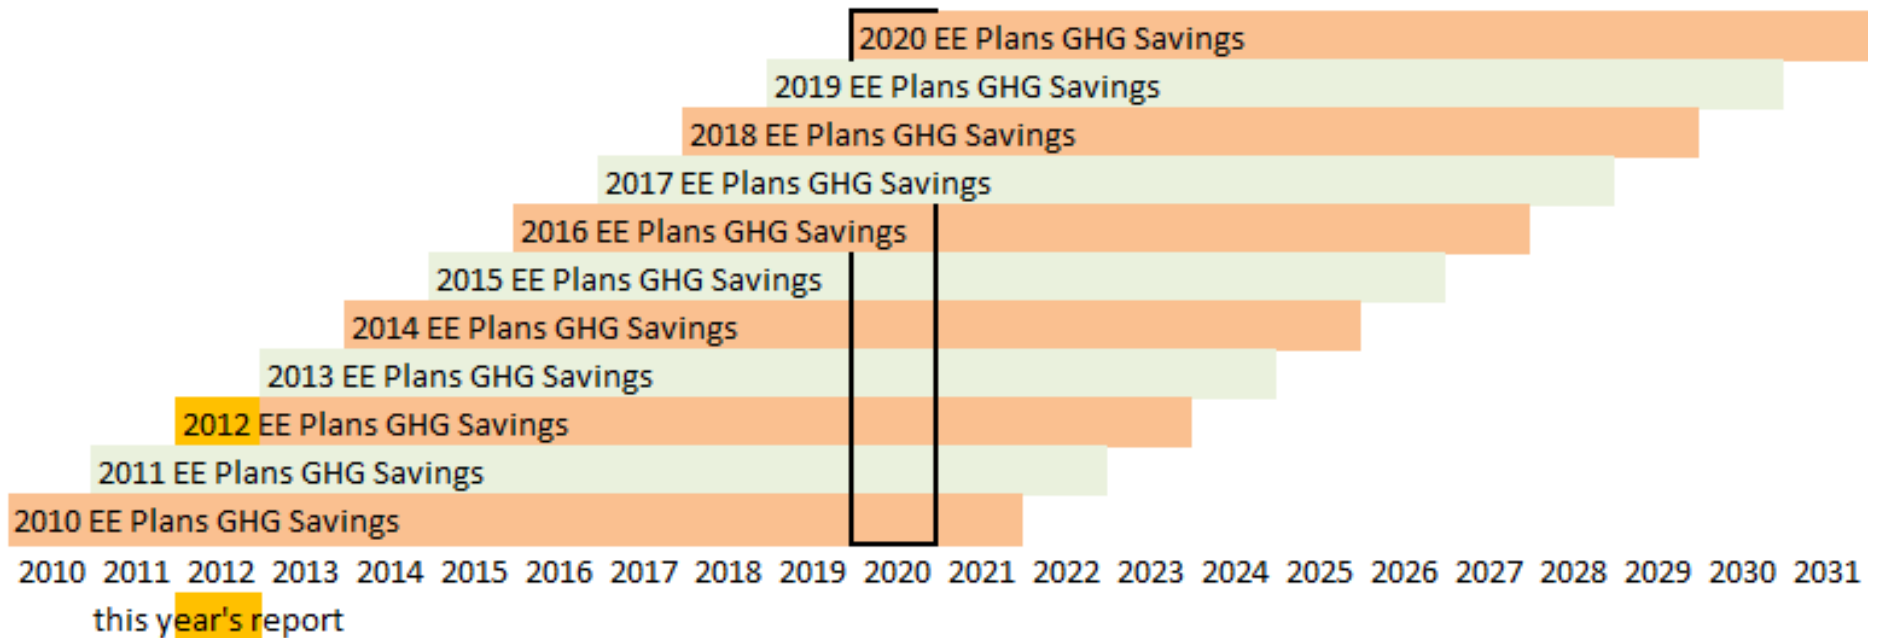 2020 EE Plans GHG Savings
2019 EE Plans GHG Savings
2018 EE Plans GHG Savings
2017 EE Plans GHG Savings
2016 EE Plans GHG Savings
2015 EE Plans GHG Savings
2014 EE Plans GHG Savings
2013 EE Plans GHG Savings
2012 EE Plans GHG Savings
2011 EE Plans GHG Savings
2010 EE Plans GHG Savings
2010 2011 2012 2013 2014 2015 2016 2017 2018 2019 2020 2021 2022 2023 2024 2025 2026 2027 2028 2029 2030 2031
this year's report